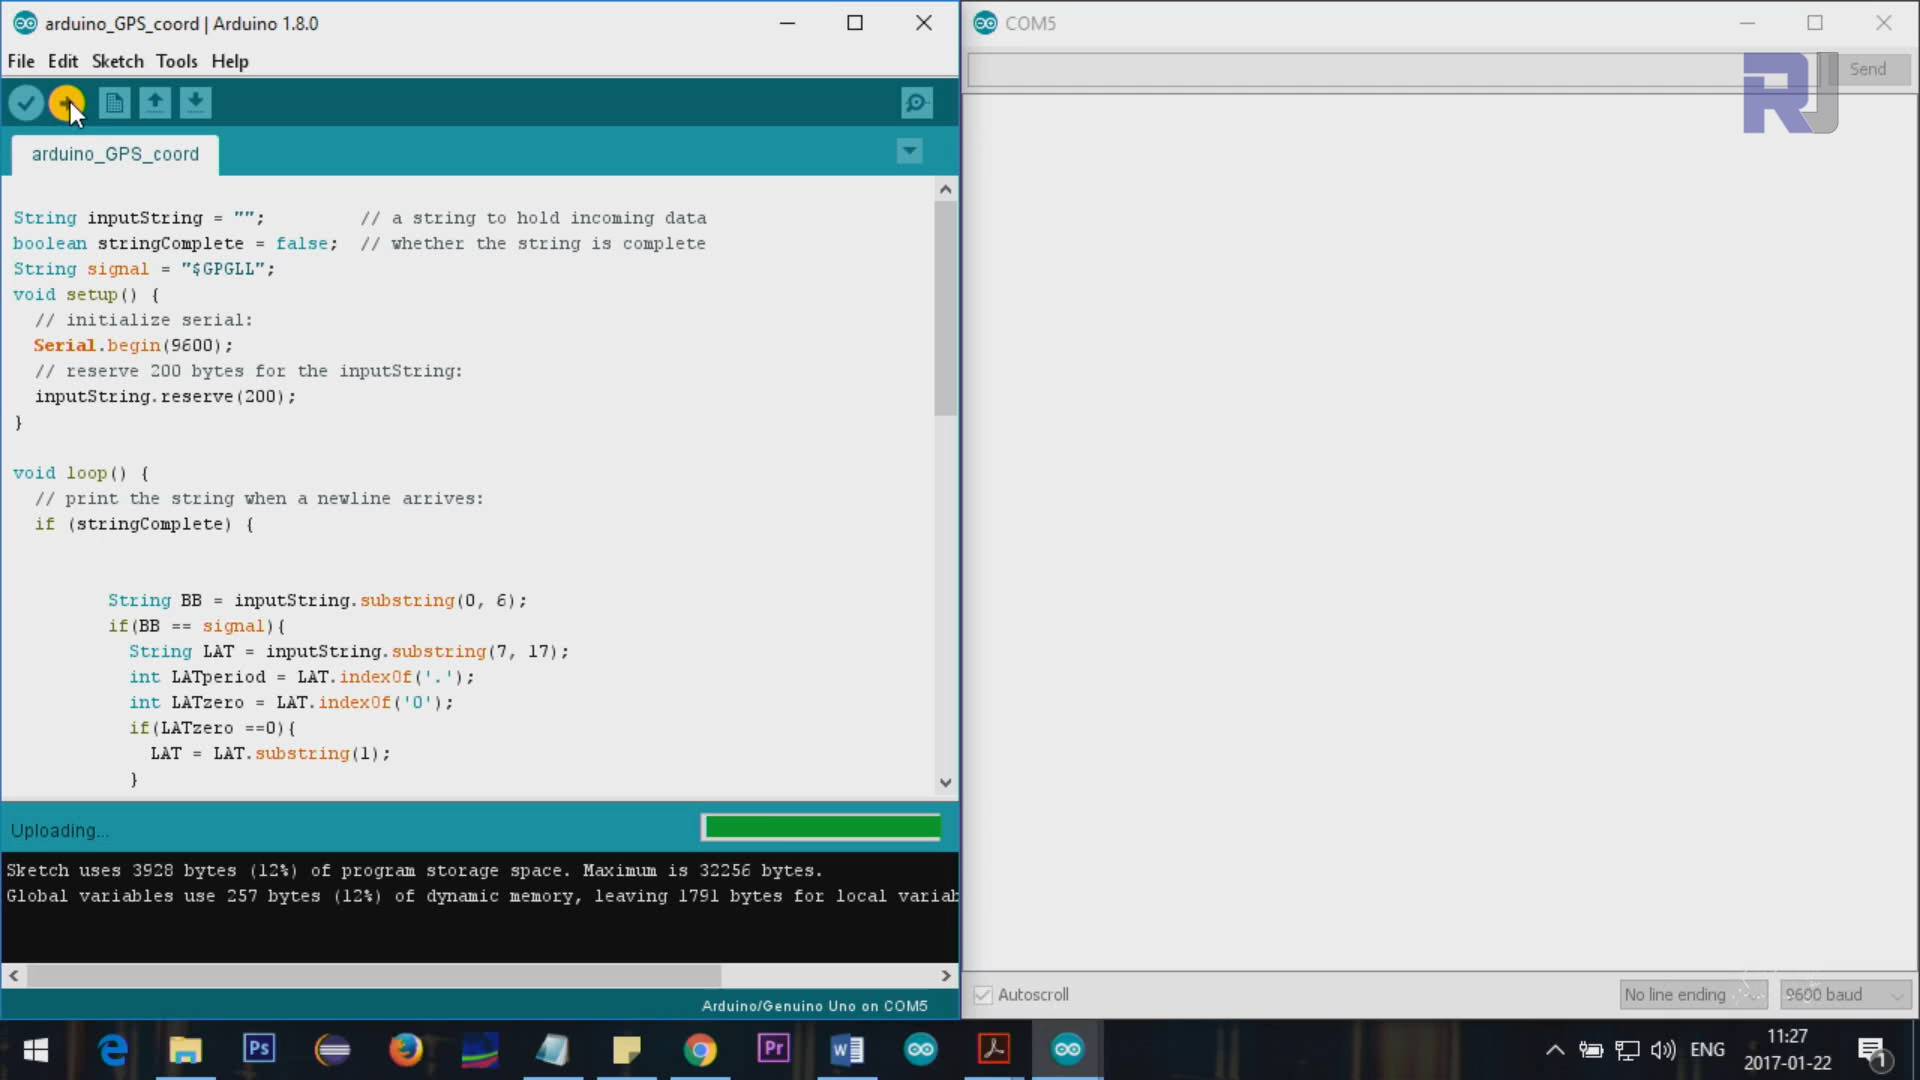 arduino_GPS_coord | Arduino 1.8.0
File Edit Sketch Tools Help
arduino_GPS_coord
String inputString = "";         // a string to hold incoming data
boolean stringComplete = false;  // whether the string is complete
String signal = "$GPGLL";
void setup() {
// initialize serial:
Serial.begin(9600);
// reserve 200 bytes for the inputString:
inputString.reserve(200);
}
void loop() {
// print the string when a newline arrives:
if (stringComplete) {
String BB = inputString.substring(0, 6);
if(BB == signal){
String LAT = inputString.substring(7, 17);
int LATperiod = LAT.indexOf('.');
int LATzero = LAT.indexOf('0');
if(LATzero ==0){
LAT = LAT.substring(1);
}
Uploading...
Sketch uses 3928 bytes (12%) of program storage space. Maximum is 32256 bytes.
Global variables use 257 bytes (12%) of dynamic memory, leaving 1791 bytes for local variab
Arduino/Genuino Uno on COM5
COM5
Send
RJ
Autoscroll
No line ending
9600 baud
Ps
Pr
W
ENG
11:27
2017-01-22
1